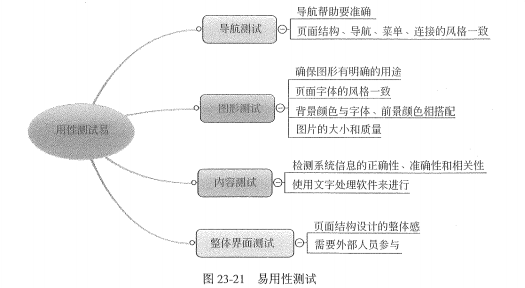 导航测试
导航帮助要准确
页面结构、导航、菜单、连接的风格一致
用性测试易
图形测试
确保图形有明确的用途
页面字体的风格一致
背景颜色与字体、前景颜色相搭配
图片的大小和质量
内容测试
检测系统信息的正确性、准确性和相关性
使用文字处理软件来进行
整体界面测试
页面结构设计的整体感
需要外部人员参与
图 23-21 易用性测试